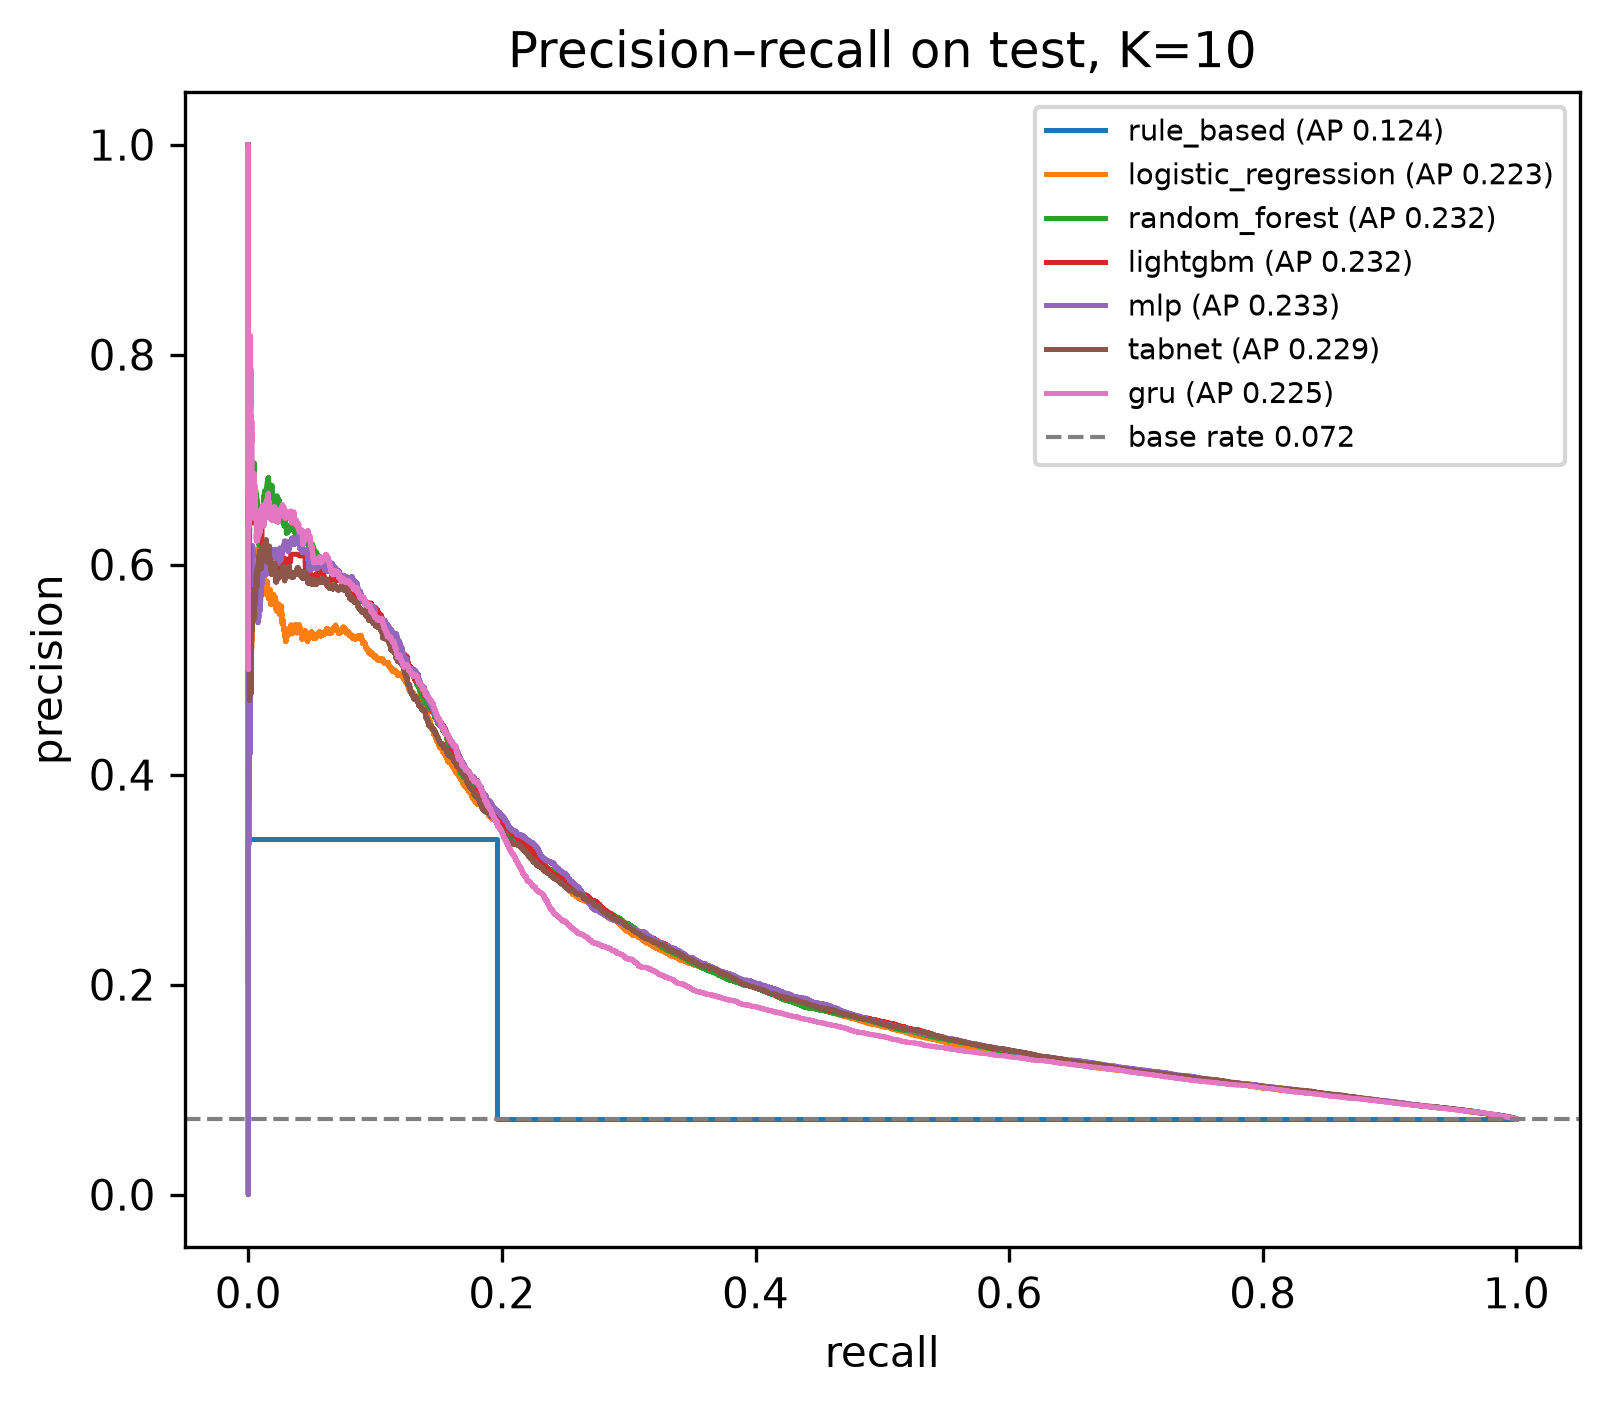 Precision–recall on test, K=10
rule_based (AP 0.124)
logistic_regression (AP 0.223)
random_forest (AP 0.232)
lightgbm (AP 0.232)
mlp (AP 0.233)
tabnet (AP 0.229)
gru (AP 0.225)
base rate 0.072
precision
1.0
0.8
0.6
0.4
0.2
0.0
0.0 0.2 0.4 0.6 0.8 1.0
recall